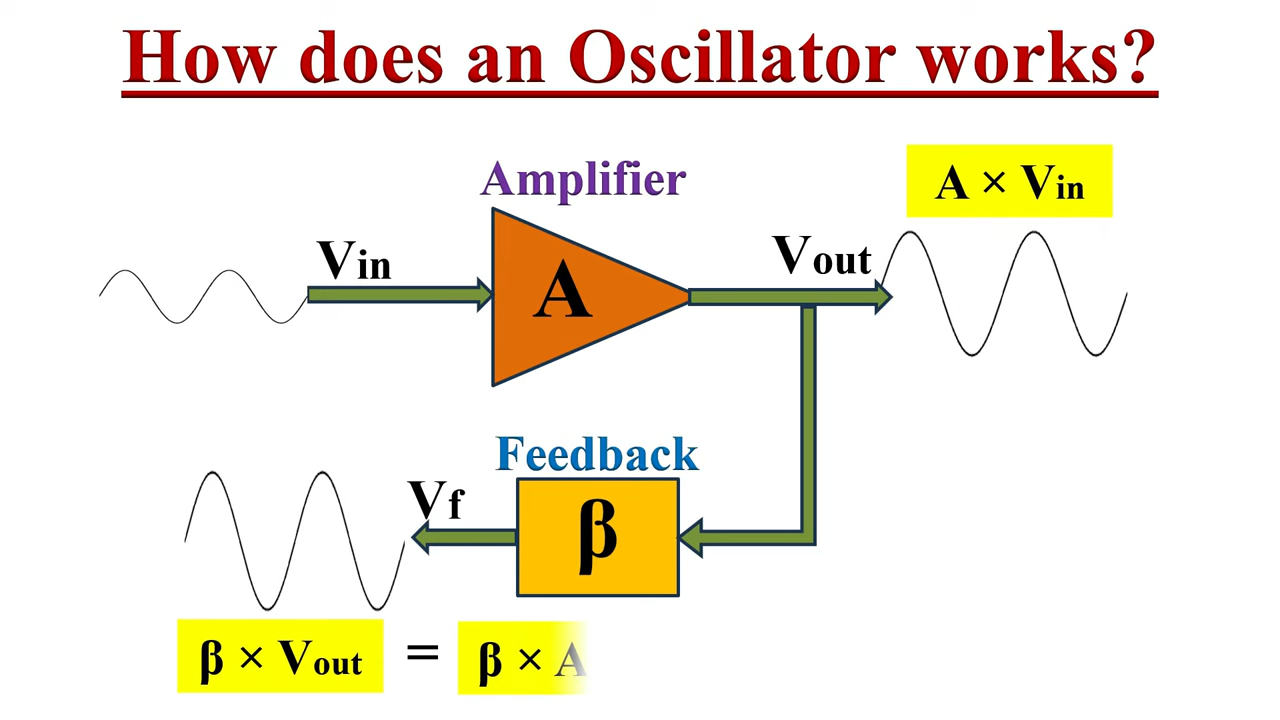 How does an Oscillator works?
Amplifier
A × Vin
Vin
A
Vout
Feedback
Vf
β
β × Vout = β × A